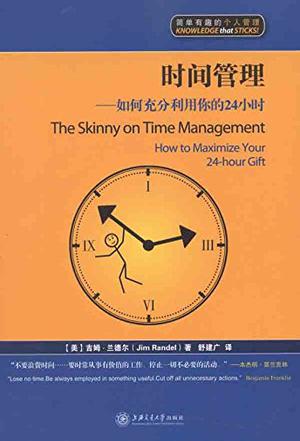 简单有趣的个人管理
KNOWLEDGE that STICKS!
时间管理
——如何充分利用你的24小时
The Skinny on Time Management
How to Maximize Your
24-hour Gift
I
III
VI
IX
【美】吉姆·兰德尔（Jim Randel）著 舒建广 译
“不要浪费时间……要时常从事有价值的工作，停止一切不必要的活动。”——本杰明·富兰克林
"Lose no time.Be always employed in something useful.Cut off all unnecessary actions." Benjamin Franklin
上海交通大学出版社